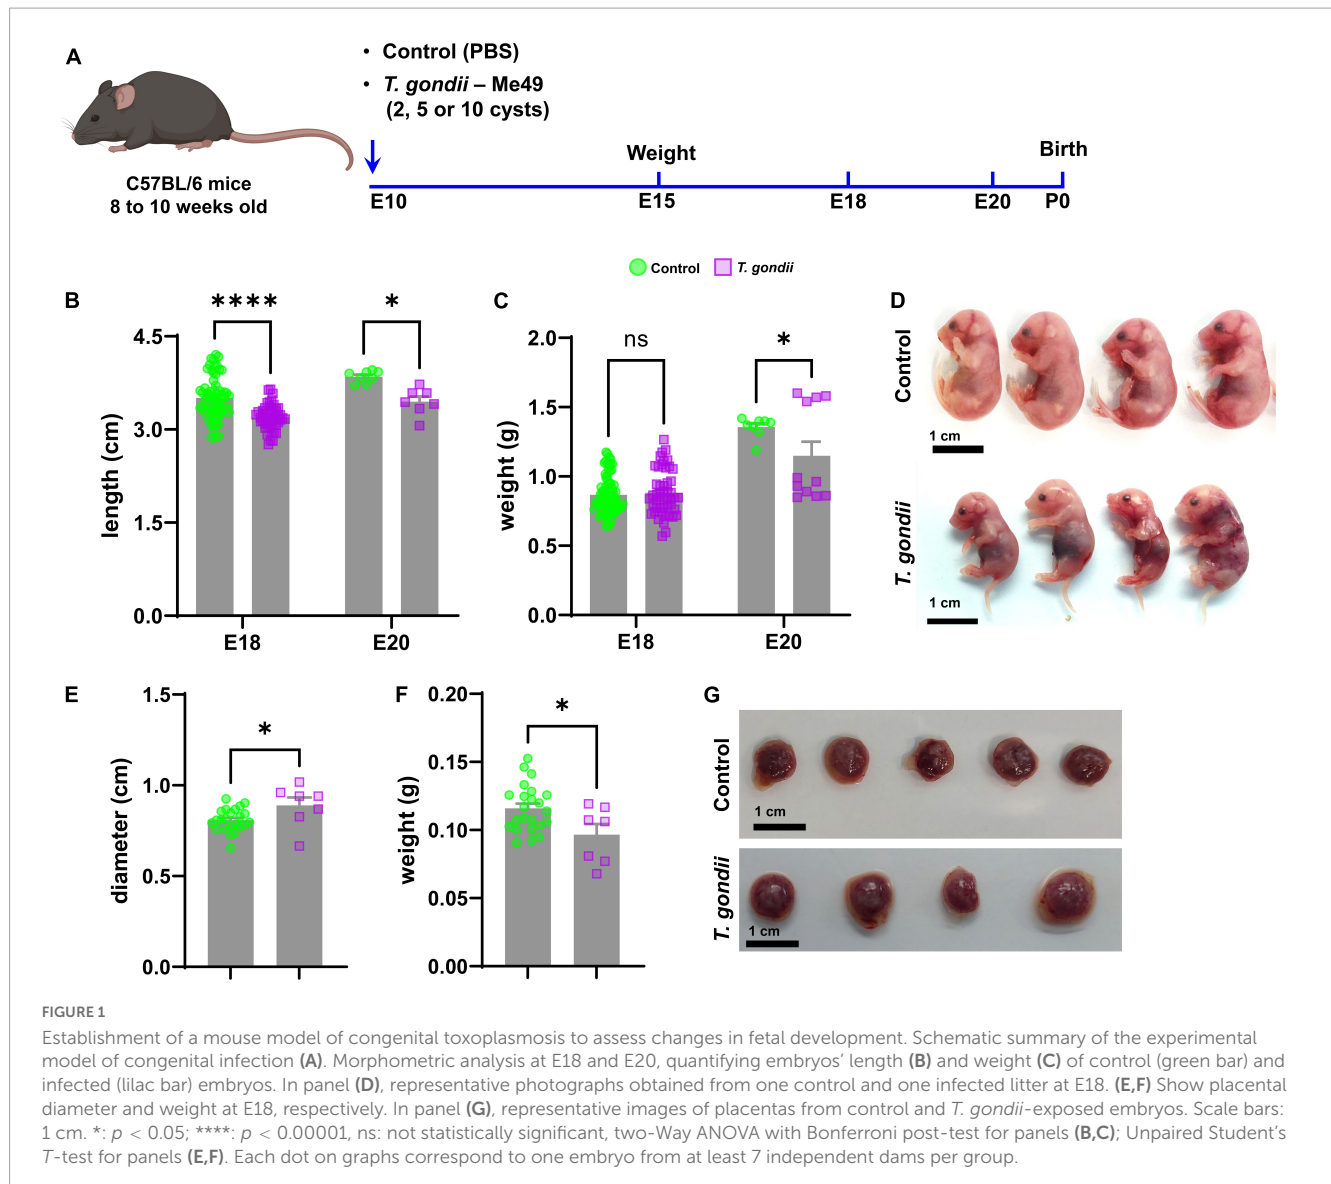 A
• Control (PBS)
• T. gondii – Me49
(2, 5 or 10 cysts)
C57BL/6 mice
8 to 10 weeks old
Weight
Birth
E10
E15
E18
E20
P0
Control
T. gondii
B
****
*
4.5
3.0
1.5
0.0
length (cm)
E18
E20
C
ns
*
2.0
1.5
1.0
0.5
0.0
weight (g)
E18
E20
D
Control
1 cm
T. gondii
1 cm
E
*
1.5
1.0
0.5
0.0
diameter (cm)
F
*
0.20
0.15
0.10
0.05
0.00
weight (g)
G
Control
1 cm
T. gondii
1 cm
FIGURE 1
Establishment of a mouse model of congenital toxoplasmosis to assess changes in fetal development. Schematic summary of the experimental
model of congenital infection (A). Morphometric analysis at E18 and E20, quantifying embryos’ length (B) and weight (C) of control (green bar) and
infected (lilac bar) embryos. In panel (D), representative photographs obtained from one control and one infected litter at E18. (E,F) Show placental
diameter and weight at E18, respectively. In panel (G), representative images of placentas from control and T. gondii-exposed embryos. Scale bars:
1 cm. *: p < 0.05; ****: p < 0.00001, ns: not statistically significant, two-Way ANOVA with Bonferroni post-test for panels (B,C); Unpaired Student’s
T-test for panels (E,F). Each dot on graphs correspond to one embryo from at least 7 independent dams per group.